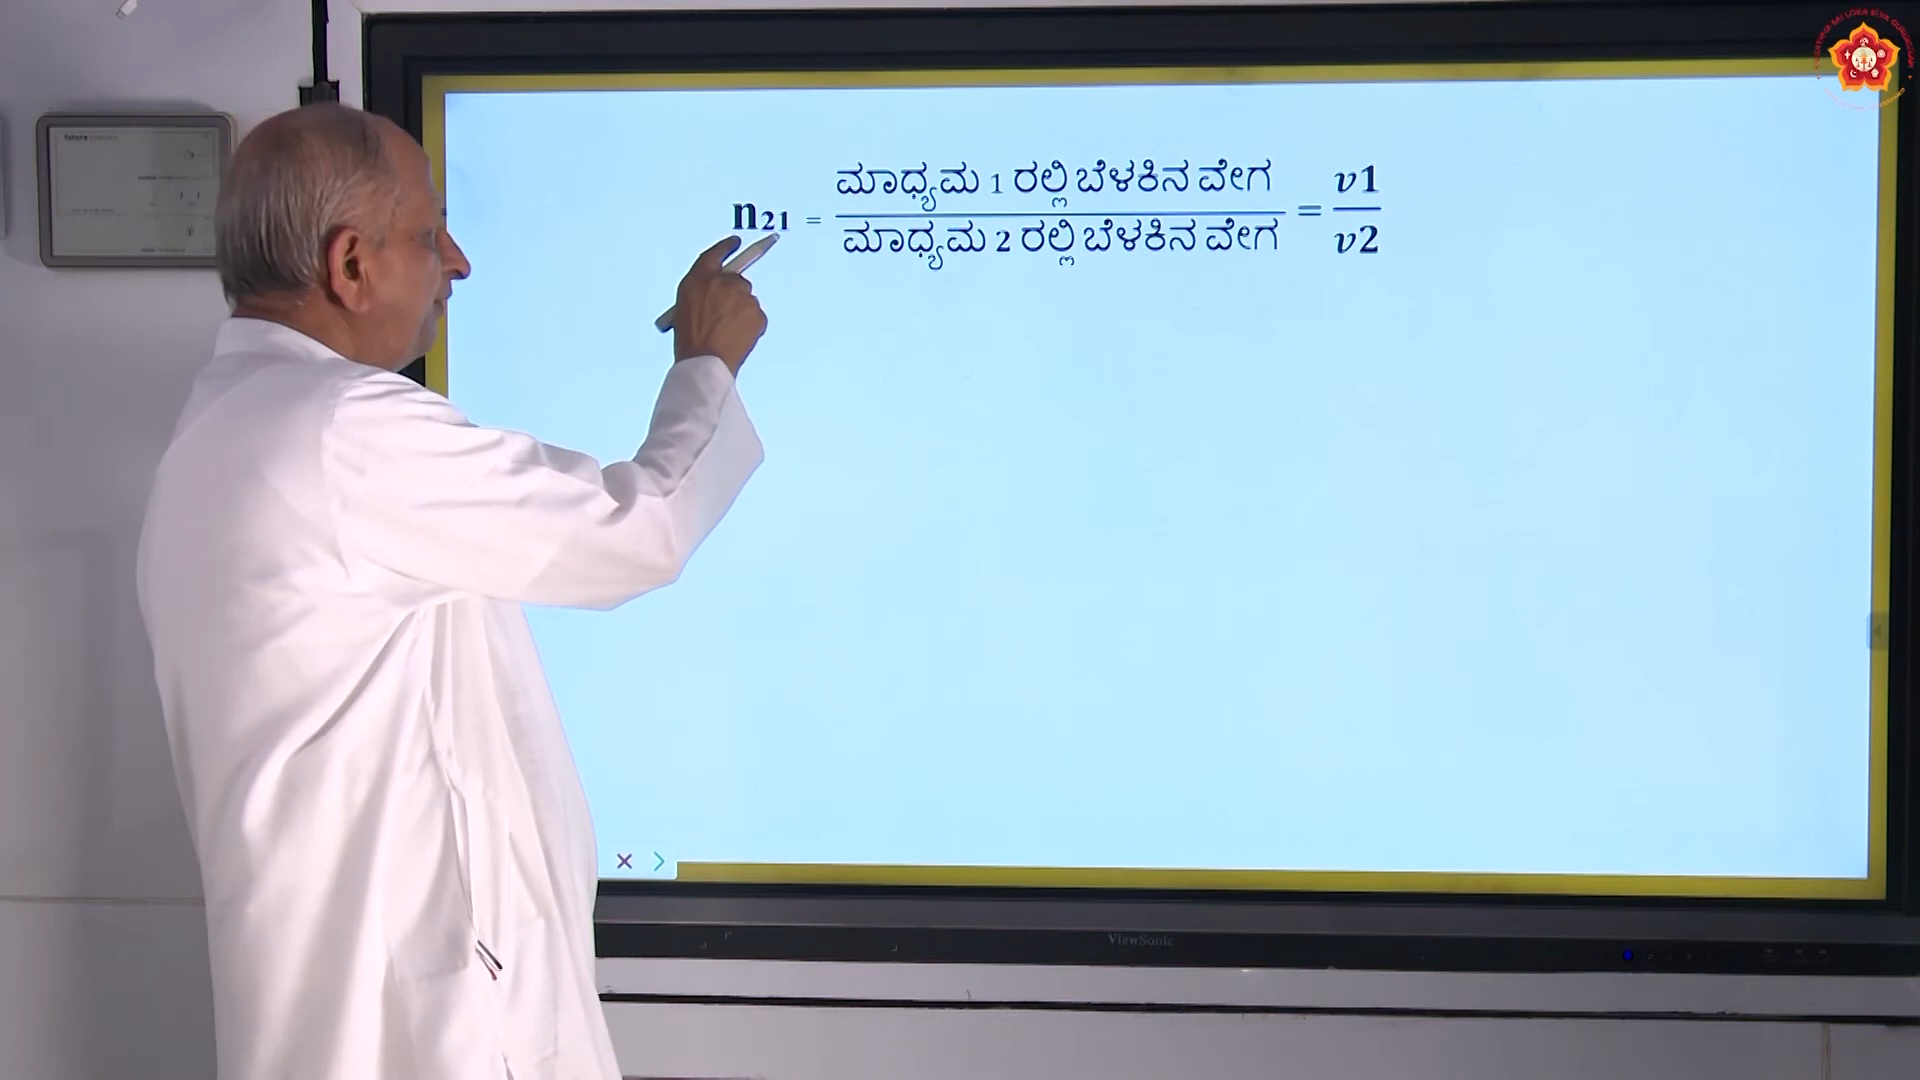 n21 = ಮಾಧ್ಯಮ 1 ರಲ್ಲಿ ಬೆಳಕಿನ ವೇಗ / ಮಾಧ್ಯಮ 2 ರಲ್ಲಿ ಬೆಳಕಿನ ವೇಗ = v1 / v2
ViewSonic